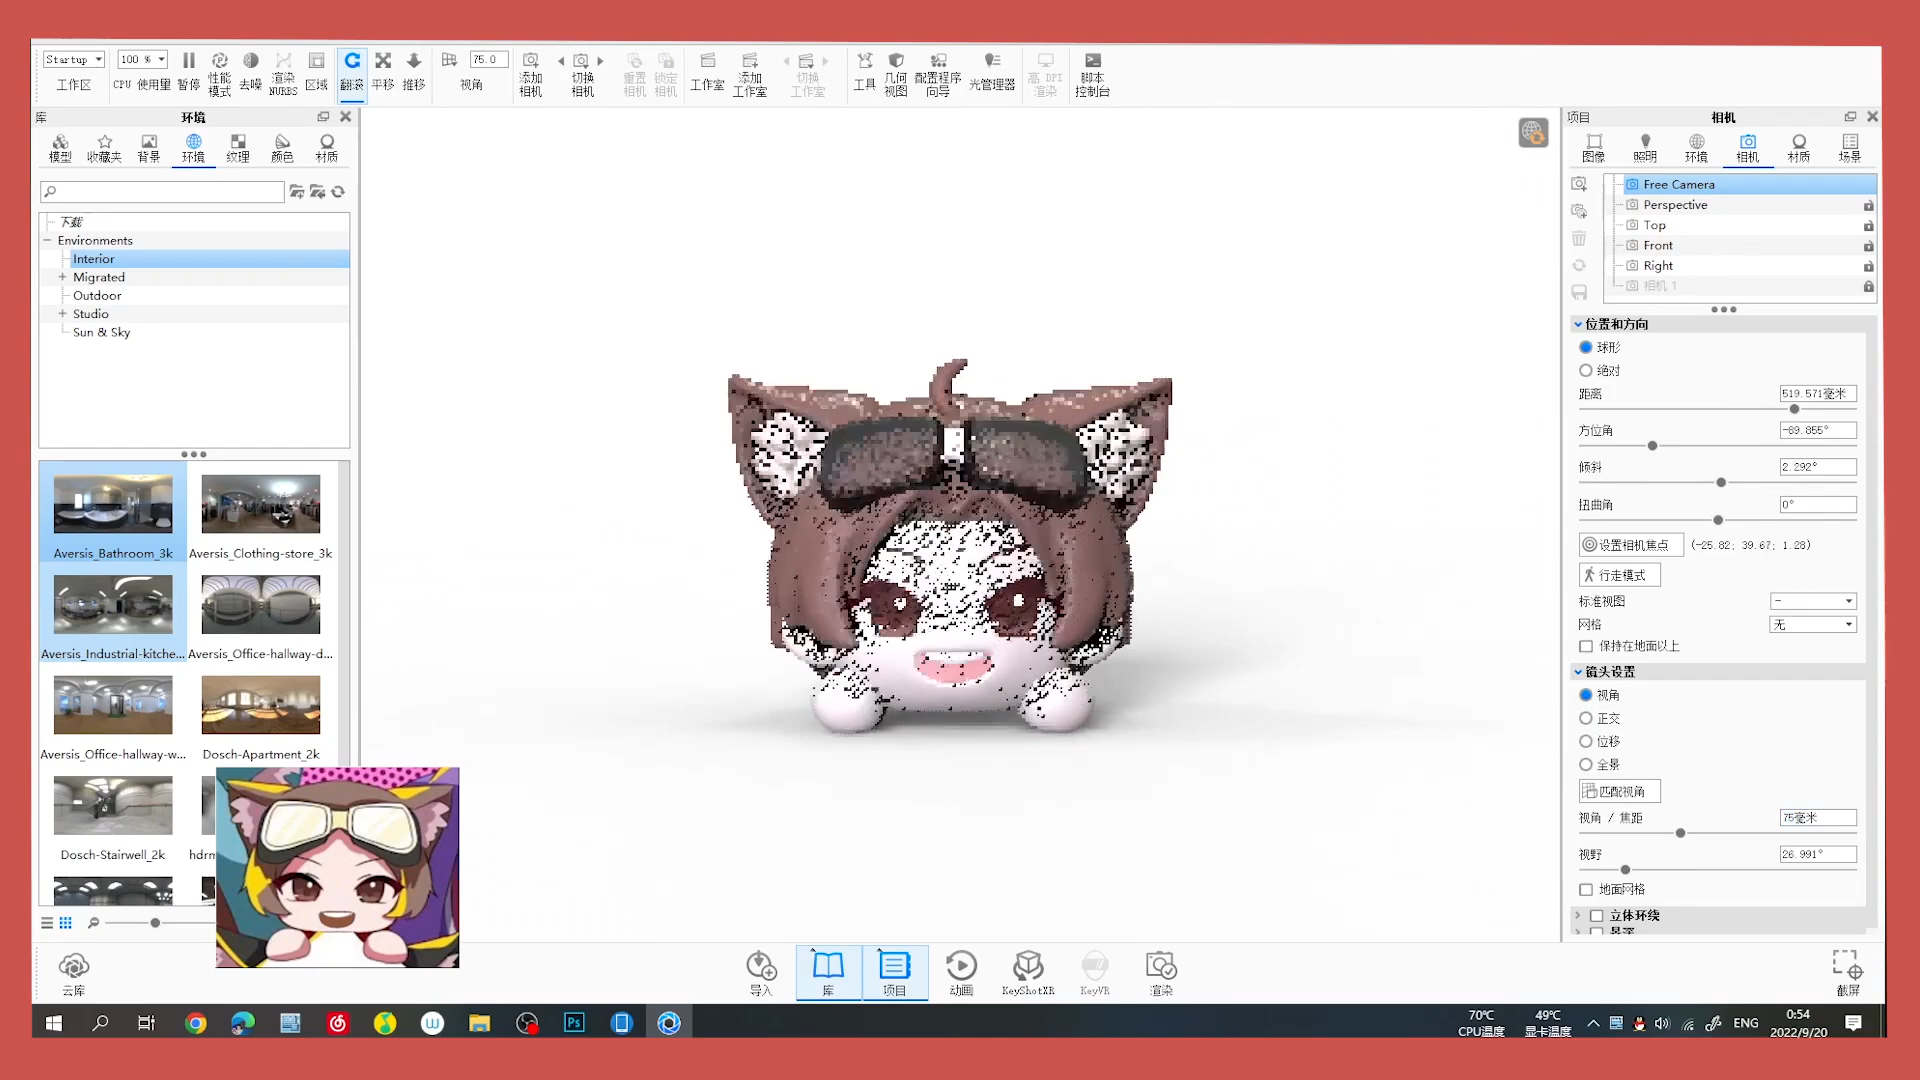 Startup
工作区
100 %
CPU 使用量
暂停
性能
模式
去噪
渲染
NURBS
区域
翻滚
平移
推移
75.0
视角
添加
相机
切换
相机
重置
相机
锁定
相机
工作室
添加
工作室
切换
工作室
工具
几何
视图
配置程序
向导
光管理器
高 DPI
渲染
脚本
控制台
库
环境
模型
收藏夹
背景
环境
纹理
颜色
材质
下载
Environments
Interior
Migrated
Outdoor
Studio
Sun & Sky
Aversis_Bathroom_3k
Aversis_Clothing-store_3k
Aversis_Industrial-kitche...
Aversis_Office-hallway-d...
Aversis_Office-hallway-w...
Dosch-Apartment_2k
Dosch-Stairwell_2k
项目
相机
图像
照明
环境
相机
材质
场景
Free Camera
Perspective
Top
Front
Right
相机 1
位置和方向
球形
绝对
距离
519.571毫米
方位角
-89.855°
倾斜
2.292°
扭曲角
0°
设置相机焦点
(-25.82; 39.67; 1.28)
行走模式
标准视图
-
网格
无
保持在地面以上
镜头设置
视角
正交
位移
全景
匹配视角
视角 / 焦距
75毫米
视野
26.991°
地面网格
立体环绕
云库
导入
库
项目
动画
KeyShotXR
KeyVR
渲染
截屏
Ps
70℃
CPU温度
49℃
显卡温度
ENG
0:54
2022/9/20